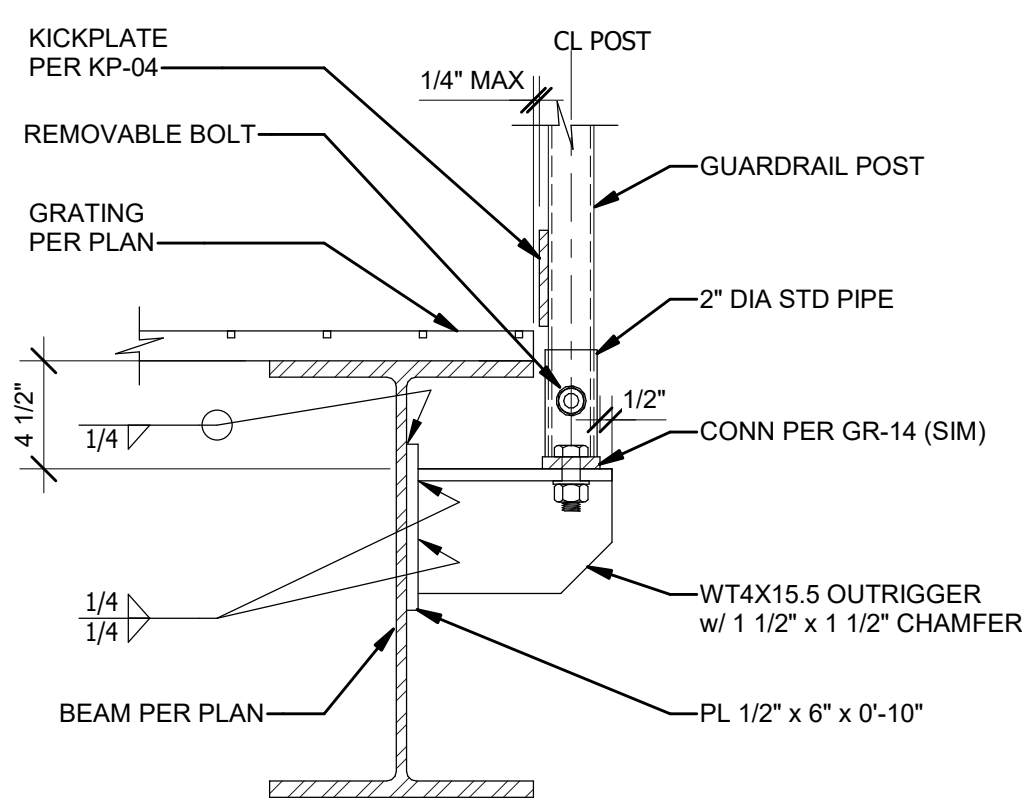 KICKPLATE
PER KP-04
CL POST
1/4" MAX
REMOVABLE BOLT
GUARDRAIL POST
GRATING
PER PLAN
2" DIA STD PIPE
4 1/2"
1/2"
1/4
CONN PER GR-14 (SIM)
1/4
1/4
WT4X15.5 OUTRIGGER
w/ 1 1/2" x 1 1/2" CHAMFER
BEAM PER PLAN
PL 1/2" x 6" x 0'-10"